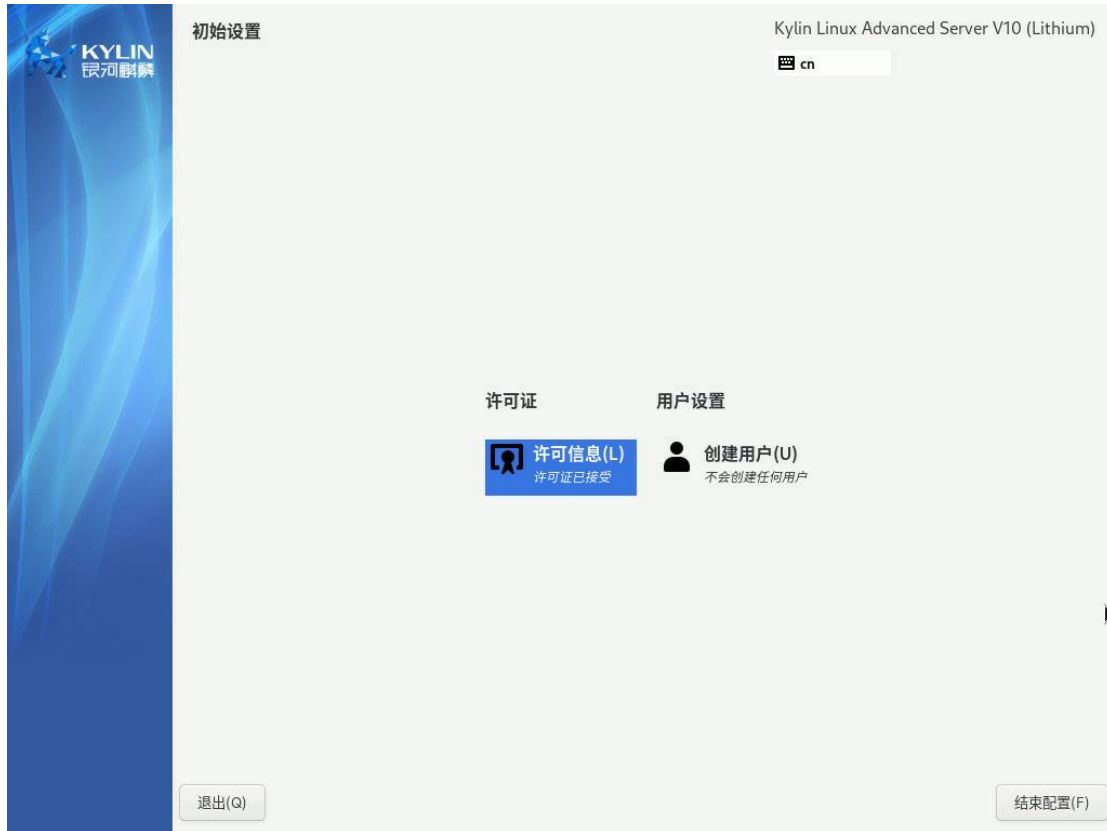 KYLIN
银河麒麟
初始设置
Kylin Linux Advanced Server V10 (Lithium)
cn
许可证
用户设置
许可信息(L)
许可证已接受
创建用户(U)
不会创建任何用户
退出(Q)
结束配置(F)